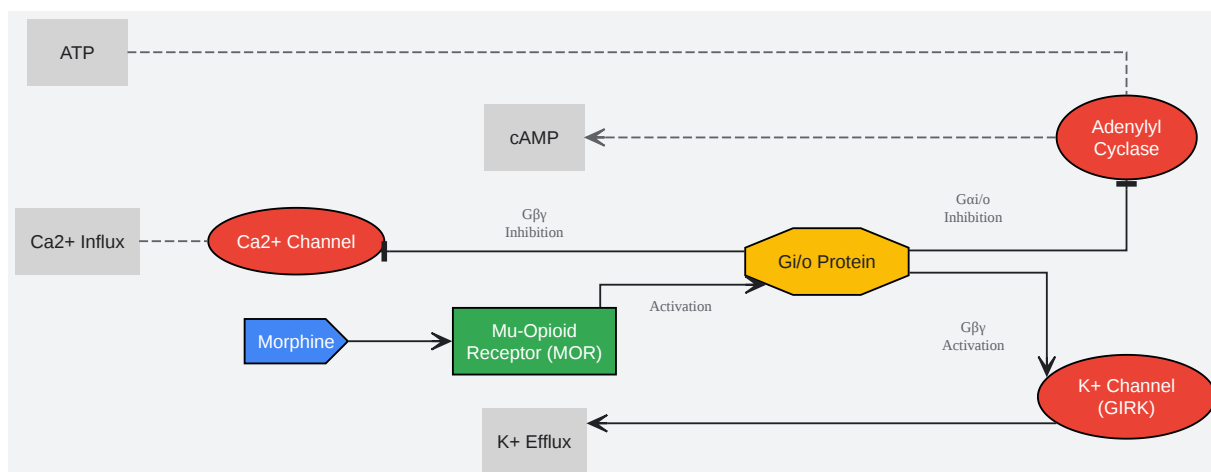 ATP
cAMP
Adenylyl
Cyclase
Gαi/o
Inhibition
Gβγ
Inhibition
Ca2+ Influx
Ca2+ Channel
Gi/o Protein
Activation
Morphine
Mu-Opioid
Receptor (MOR)
Gβγ
Activation
K+ Channel
(GIRK)
K+ Efflux